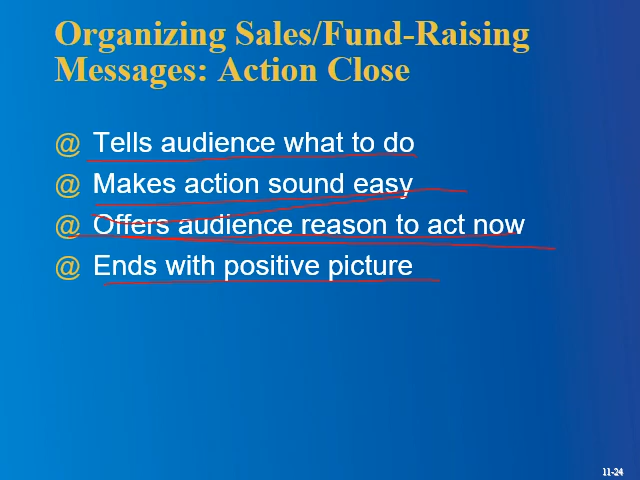 Organizing Sales/Fund-Raising
Messages: Action Close
@ Tells audience what to do
@ Makes action sound easy
@ Offers audience reason to act now
@ Ends with positive picture
11-24